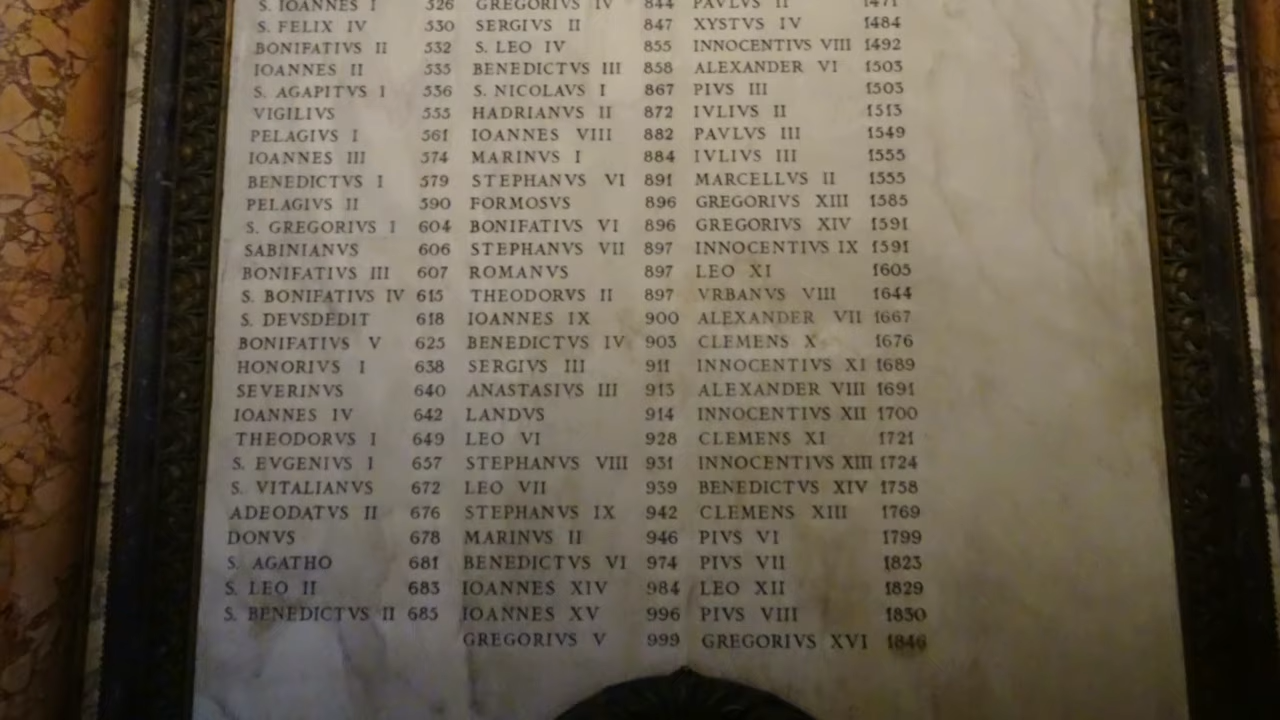 S. IOANNES I 526 GREGORIVS IV 844 PAVLVS II 1471
S. FELIX IV 530 SERGIVS II 847 XYSTVS IV 1484
BONIFATIVS II 532 S. LEO IV 855 INNOCENTIVS VIII 1492
IOANNES II 535 BENEDICTVS III 858 ALEXANDER VI 1503
S. AGAPITVS I 536 S. NICOLAVS I 867 PIVS III 1503
VIGILIVS 555 HADRIANVS II 872 IVLIVS II 1513
PELAGIVS I 561 IOANNES VIII 882 PAVLVS III 1549
IOANNES III 574 MARINVS I 884 IVLIVS III 1555
BENEDICTVS I 579 STEPHANVS VI 891 MARCELLVS II 1555
PELAGIVS II 590 FORMOSVS 896 GREGORIVS XIII 1585
S. GREGORIVS I 604 BONIFATIVS VI 896 GREGORIVS XIV 1591
SABINIANVS 606 STEPHANVS VII 897 INNOCENTIVS IX 1591
BONIFATIVS III 607 ROMANVS 897 LEO XI 1605
S. BONIFATIVS IV 615 THEODORVS II 897 VRBANVS VIII 1644
S. DEVSDEDIT 618 IOANNES IX 900 ALEXANDER VII 1667
BONIFATIVS V 625 BENEDICTVS IV 903 CLEMENS X 1676
HONORIVS I 638 SERGIVS III 911 INNOCENTIVS XI 1689
SEVERINVS 640 ANASTASIVS III 913 ALEXANDER VIII 1691
IOANNES IV 642 LANDVS 914 INNOCENTIVS XII 1700
THEODORVS I 649 LEO VI 928 CLEMENS XI 1721
S. EVGENIVS I 657 STEPHANVS VIII 931 INNOCENTIVS XIII 1724
S. VITALIANVS 672 LEO VII 939 BENEDICTVS XIV 1758
ADEODATVS II 676 STEPHANVS IX 942 CLEMENS XIII 1769
DONVS 678 MARINVS II 946 PIVS VI 1799
S. AGATHO 681 BENEDICTVS VI 974 PIVS VII 1823
S. LEO II 683 IOANNES XIV 984 LEO XII 1829
S. BENEDICTVS II 685 IOANNES XV 996 PIVS VIII 1830
GREGORIVS V 999 GREGORIVS XVI 1846